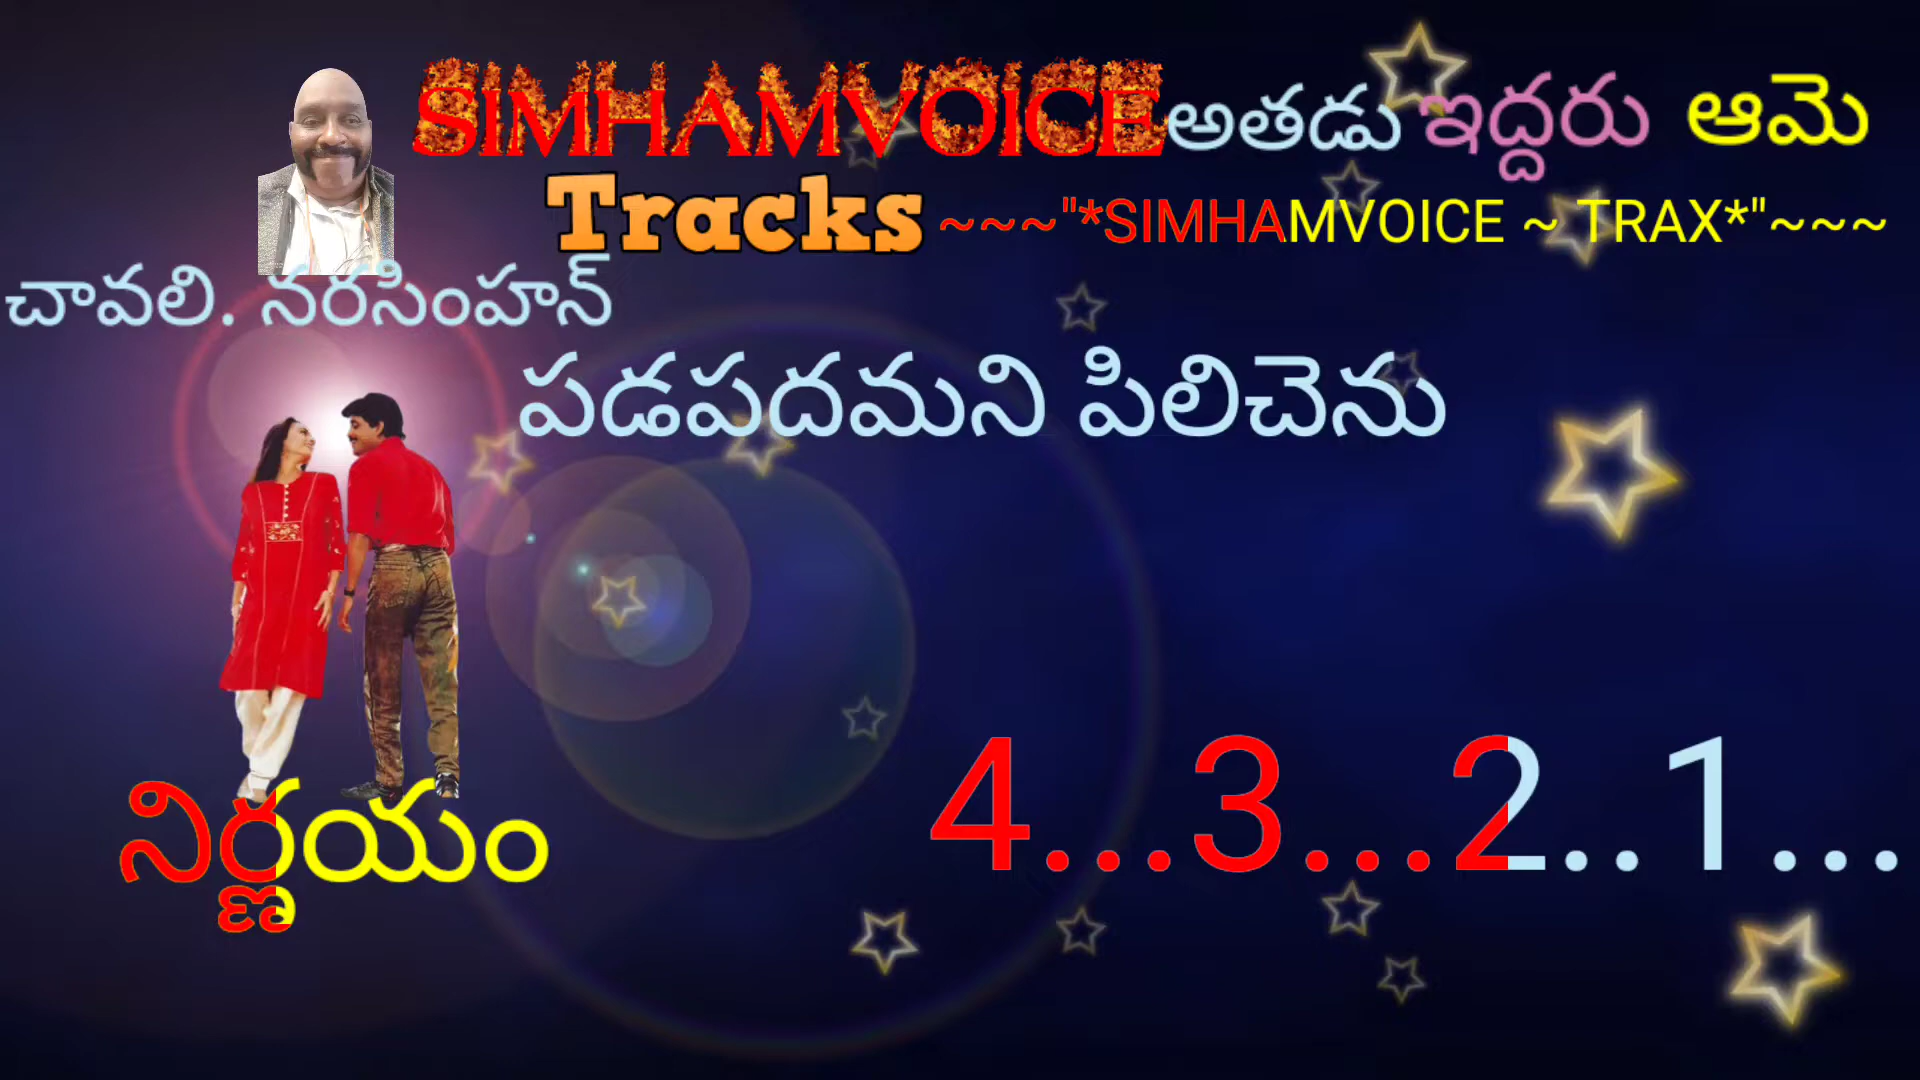 SIMHAMVOICE అతడు ఇద్దరు ఆమె
Tracks ~~~"*SIMHAMVOICE ~ TRAX*"~~~
చావలి. నరసింహన్
పడపదమని పిలిచెను
4...3...2..1...
నిర్ణయం